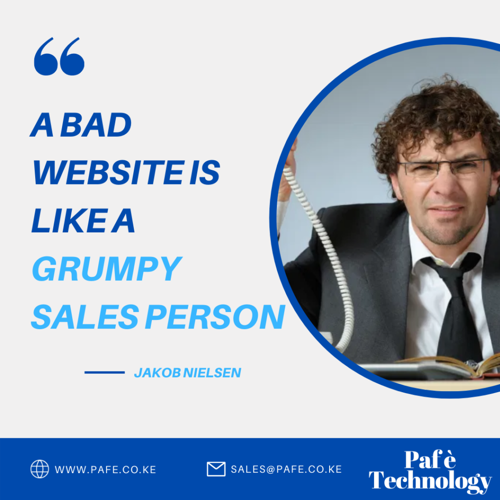 A BAD
WEBSITE IS
LIKE A
GRUMPY
SALES PERSON
JAKOB NIELSEN
WWW.PAFE.CO.KE
SALES@PAFE.CO.KE
Paf è
Technology